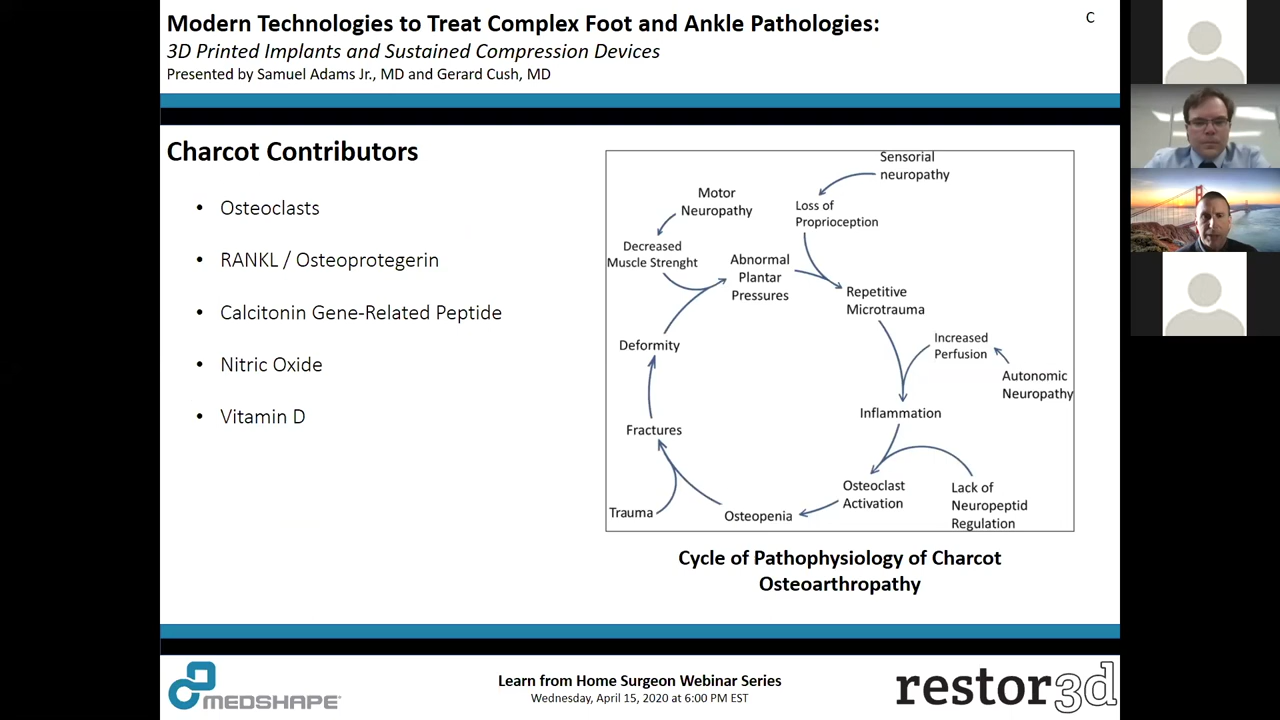 Modern Technologies to Treat Complex Foot and Ankle Pathologies:
3D Printed Implants and Sustained Compression Devices
Presented by Samuel Adams Jr., MD and Gerard Cush, MD
C
Charcot Contributors
• Osteoclasts
• RANKL / Osteoprotegerin
• Calcitonin Gene-Related Peptide
• Nitric Oxide
• Vitamin D
Sensorial
neuropathy
Motor
Neuropathy
Loss of
Proprioception
Decreased
Muscle Strenght
Abnormal
Plantar
Pressures
Repetitive
Microtrauma
Increased
Perfusion
Autonomic
Neuropathy
Deformity
Inflammation
Fractures
Osteoclast
Activation
Lack of
Neuropeptid
Regulation
Trauma
Osteopenia
Cycle of Pathophysiology of Charcot
Osteoarthropathy
MEDSHAPE
Learn from Home Surgeon Webinar Series
Wednesday, April 15, 2020 at 6:00 PM EST
restor3d